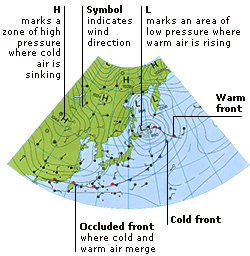 H
marks a
zone of high
pressure
where cold
air is
sinking
Symbol
indicates
wind
direction
L
marks an area of
low pressure where
warm air is rising
H
H
H
L
Warm
front
Cold front
Occluded front
where cold and
warm air merge